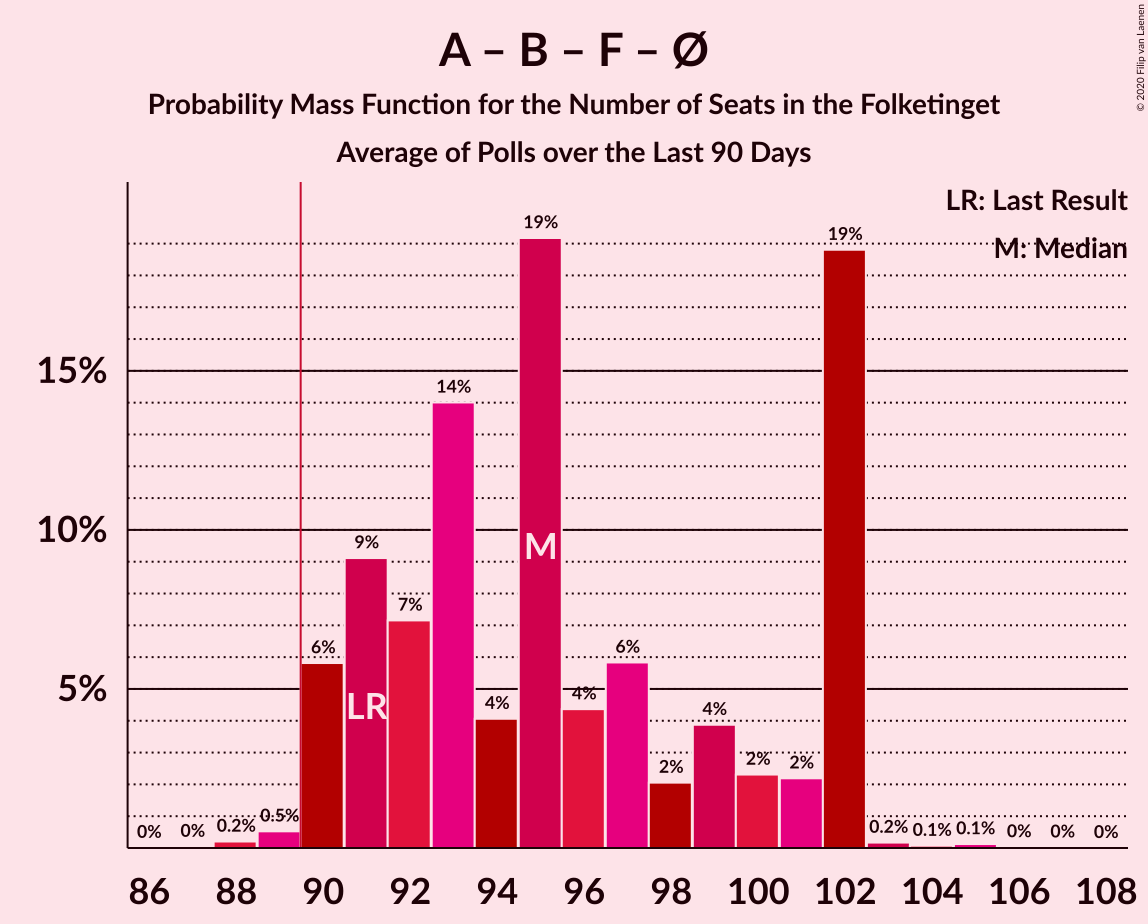 A – B – F – Ø
Probability Mass Function for the Number of Seats in the Folketinget
Average of Polls over the Last 90 Days
© 2020 Filip van Laenen
LR: Last Result
M: Median
15%
10%
5%
0%
0%
0.2%
0.5%
6%
9%
7%
14%
4%
19%
4%
6%
2%
4%
2%
2%
19%
0.2%
0.1%
0.1%
0%
0%
0%
LR
M
86 88 90 92 94 96 98 100 102 104 106 108